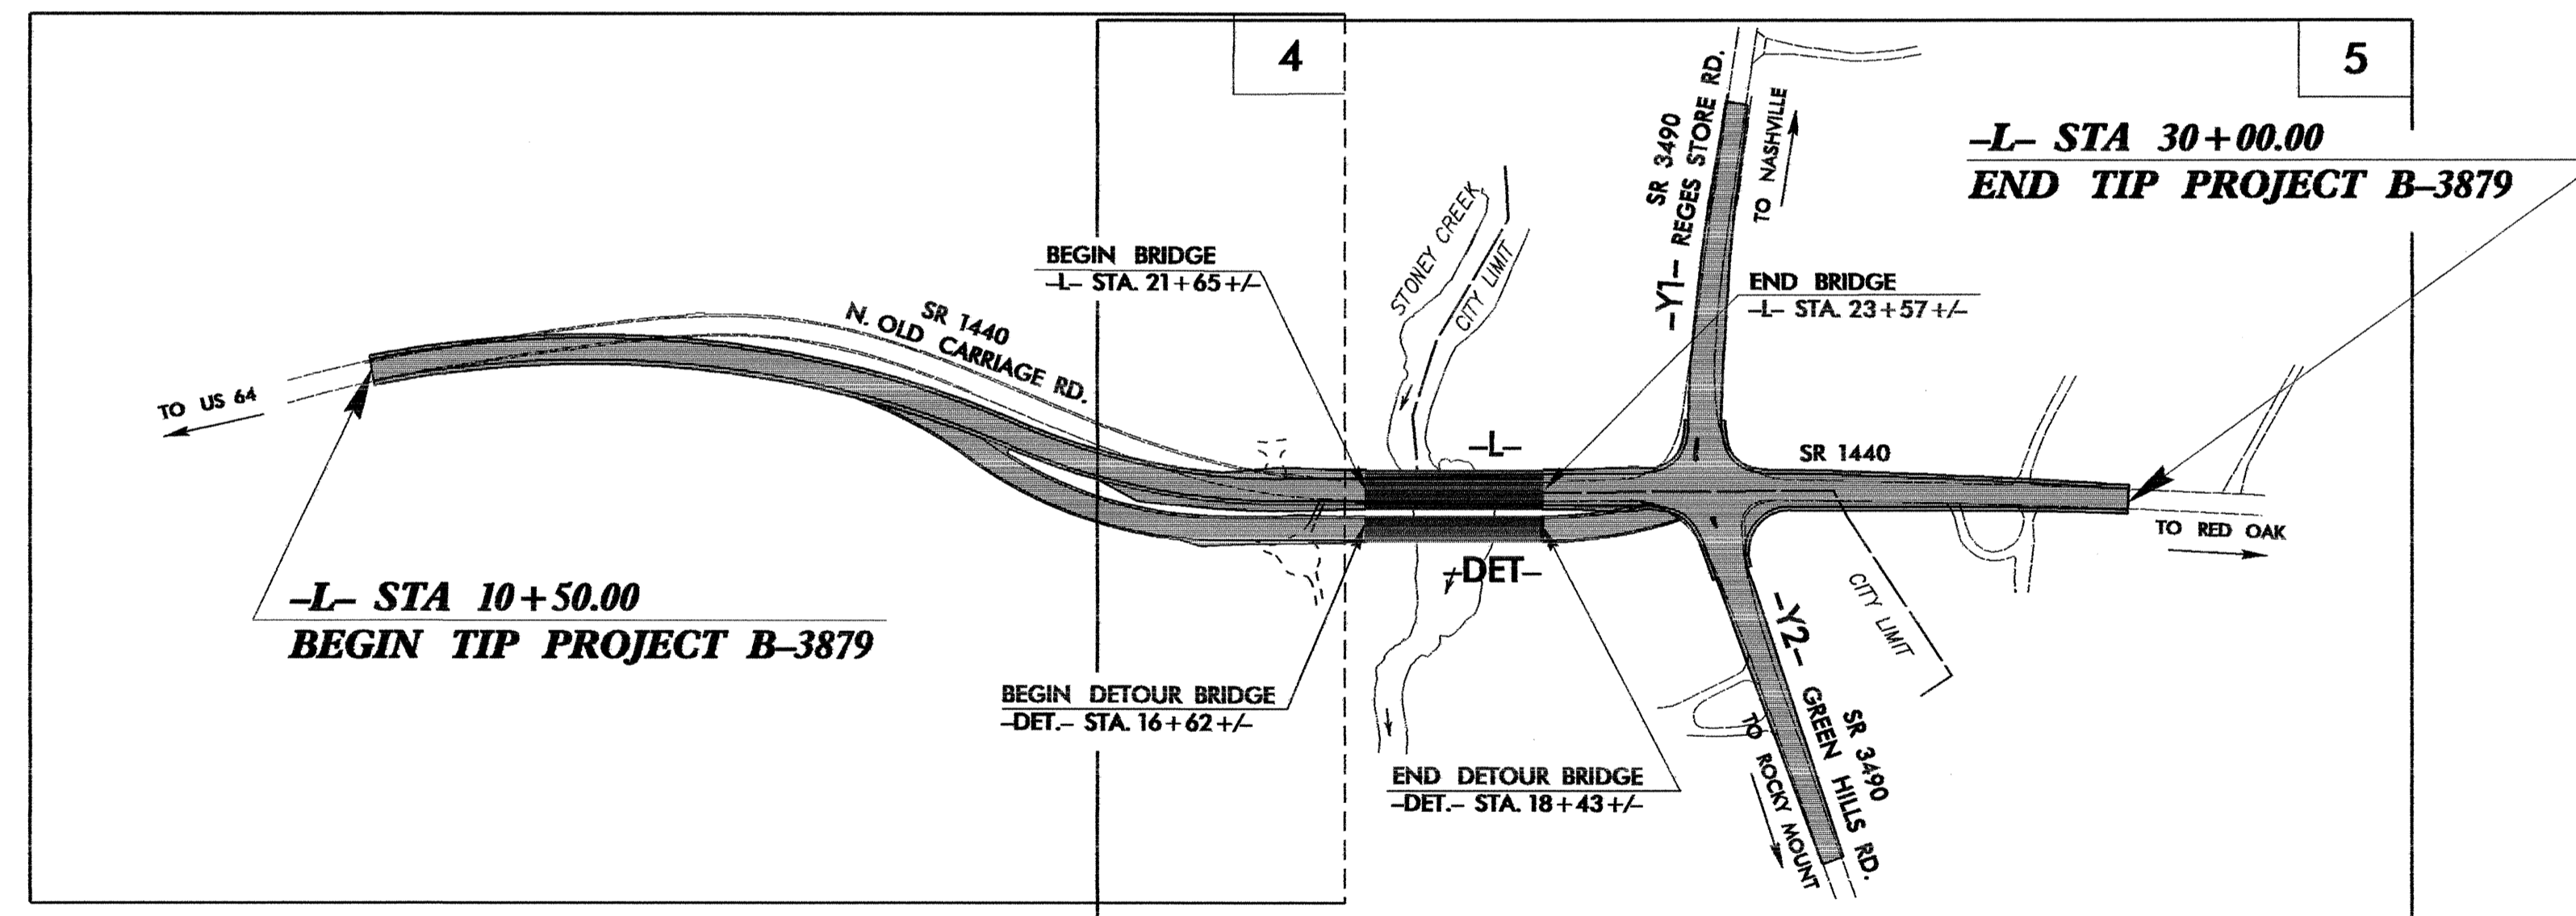 4
5
-L- STA 30+00.00
END TIP PROJECT B-3879
SR 3490
-Y1- REGES STORE RD.
TO NASHVILLE
STONEY CREEK
CITY LIMIT
BEGIN BRIDGE
-L- STA. 21+65+/-
END BRIDGE
-L- STA. 23+57+/-
SR 1440
N. OLD CARRIAGE RD.
TO US 64
-L-
SR 1440
TO RED OAK
-DET-
-L- STA 10+50.00
BEGIN TIP PROJECT B-3879
CITY LIMIT
-Y2-
SR 3490
GREEN HILLS RD.
TO ROCKY MOUNT
BEGIN DETOUR BRIDGE
-DET.- STA. 16+62+/-
END DETOUR BRIDGE
-DET.- STA. 18+43+/-